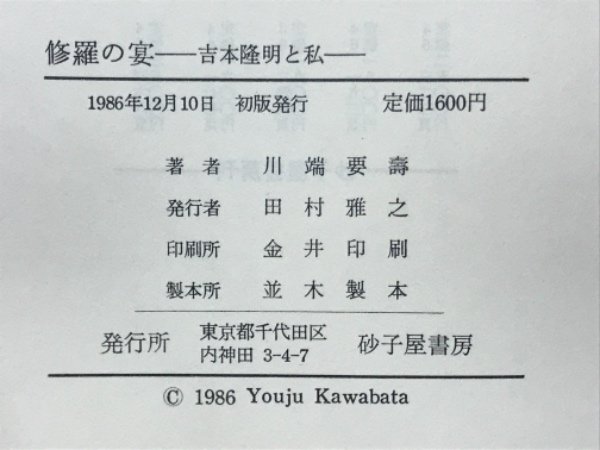 修羅の宴――吉本隆明と私――
1986年12月10日 初版発行 定価1600円
著者 川端要壽
発行者 田村雅之
印刷所 金井印刷
製本所 並木製本
発行所 東京都千代田区内神田 3-4-7 砂子屋書房
© 1986 Youju Kawabata